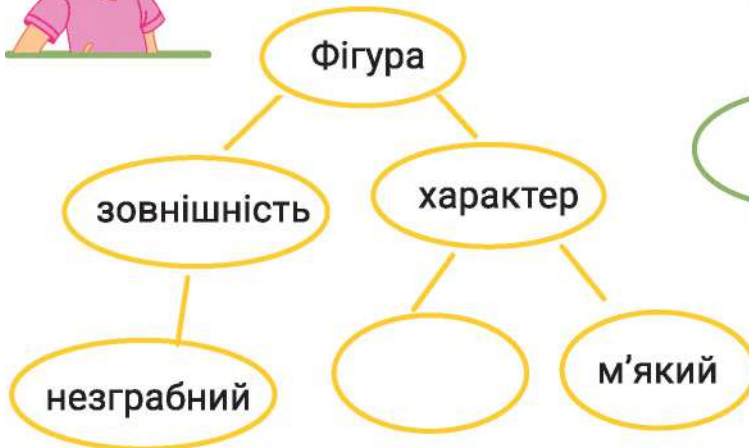 Фігура
зовнішність
характер
незграбний
м’який